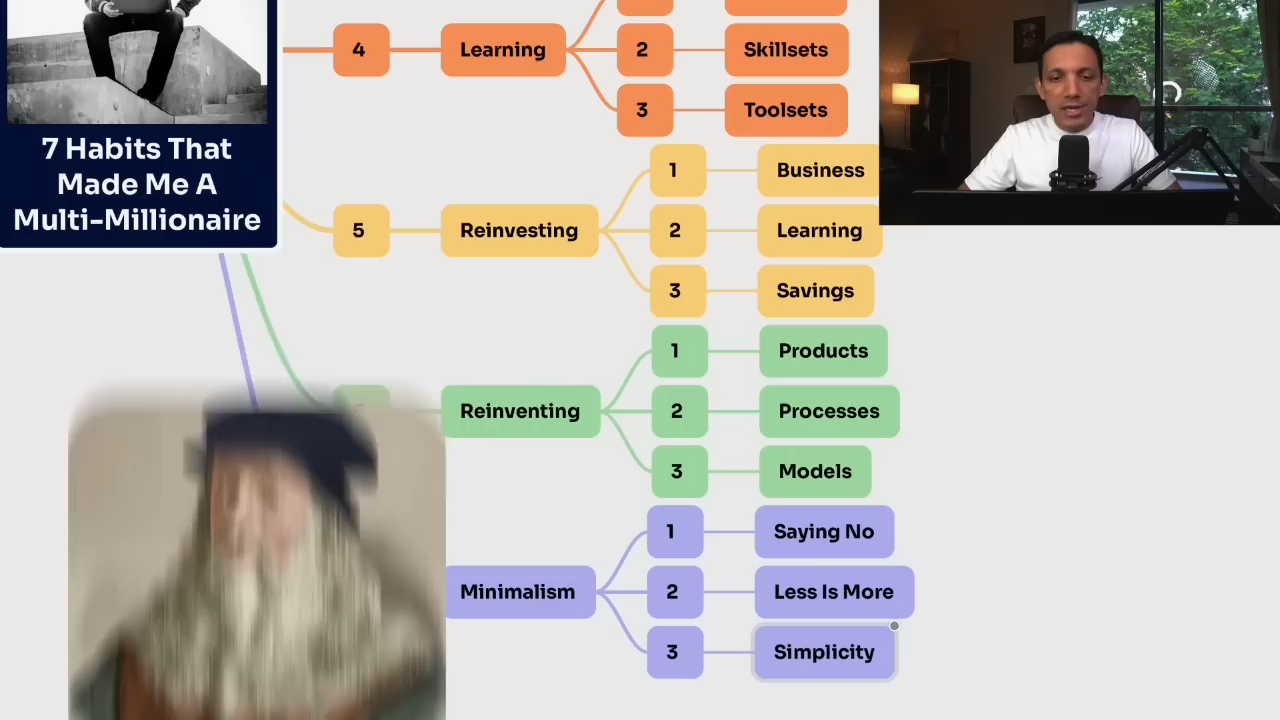 7 Habits That
Made Me A
Multi-Millionaire
4
Learning
2
Skillsets
3
Toolsets
5
Reinvesting
1
Business
2
Learning
3
Savings
Reinventing
1
Products
2
Processes
3
Models
Minimalism
1
Saying No
2
Less Is More
3
Simplicity